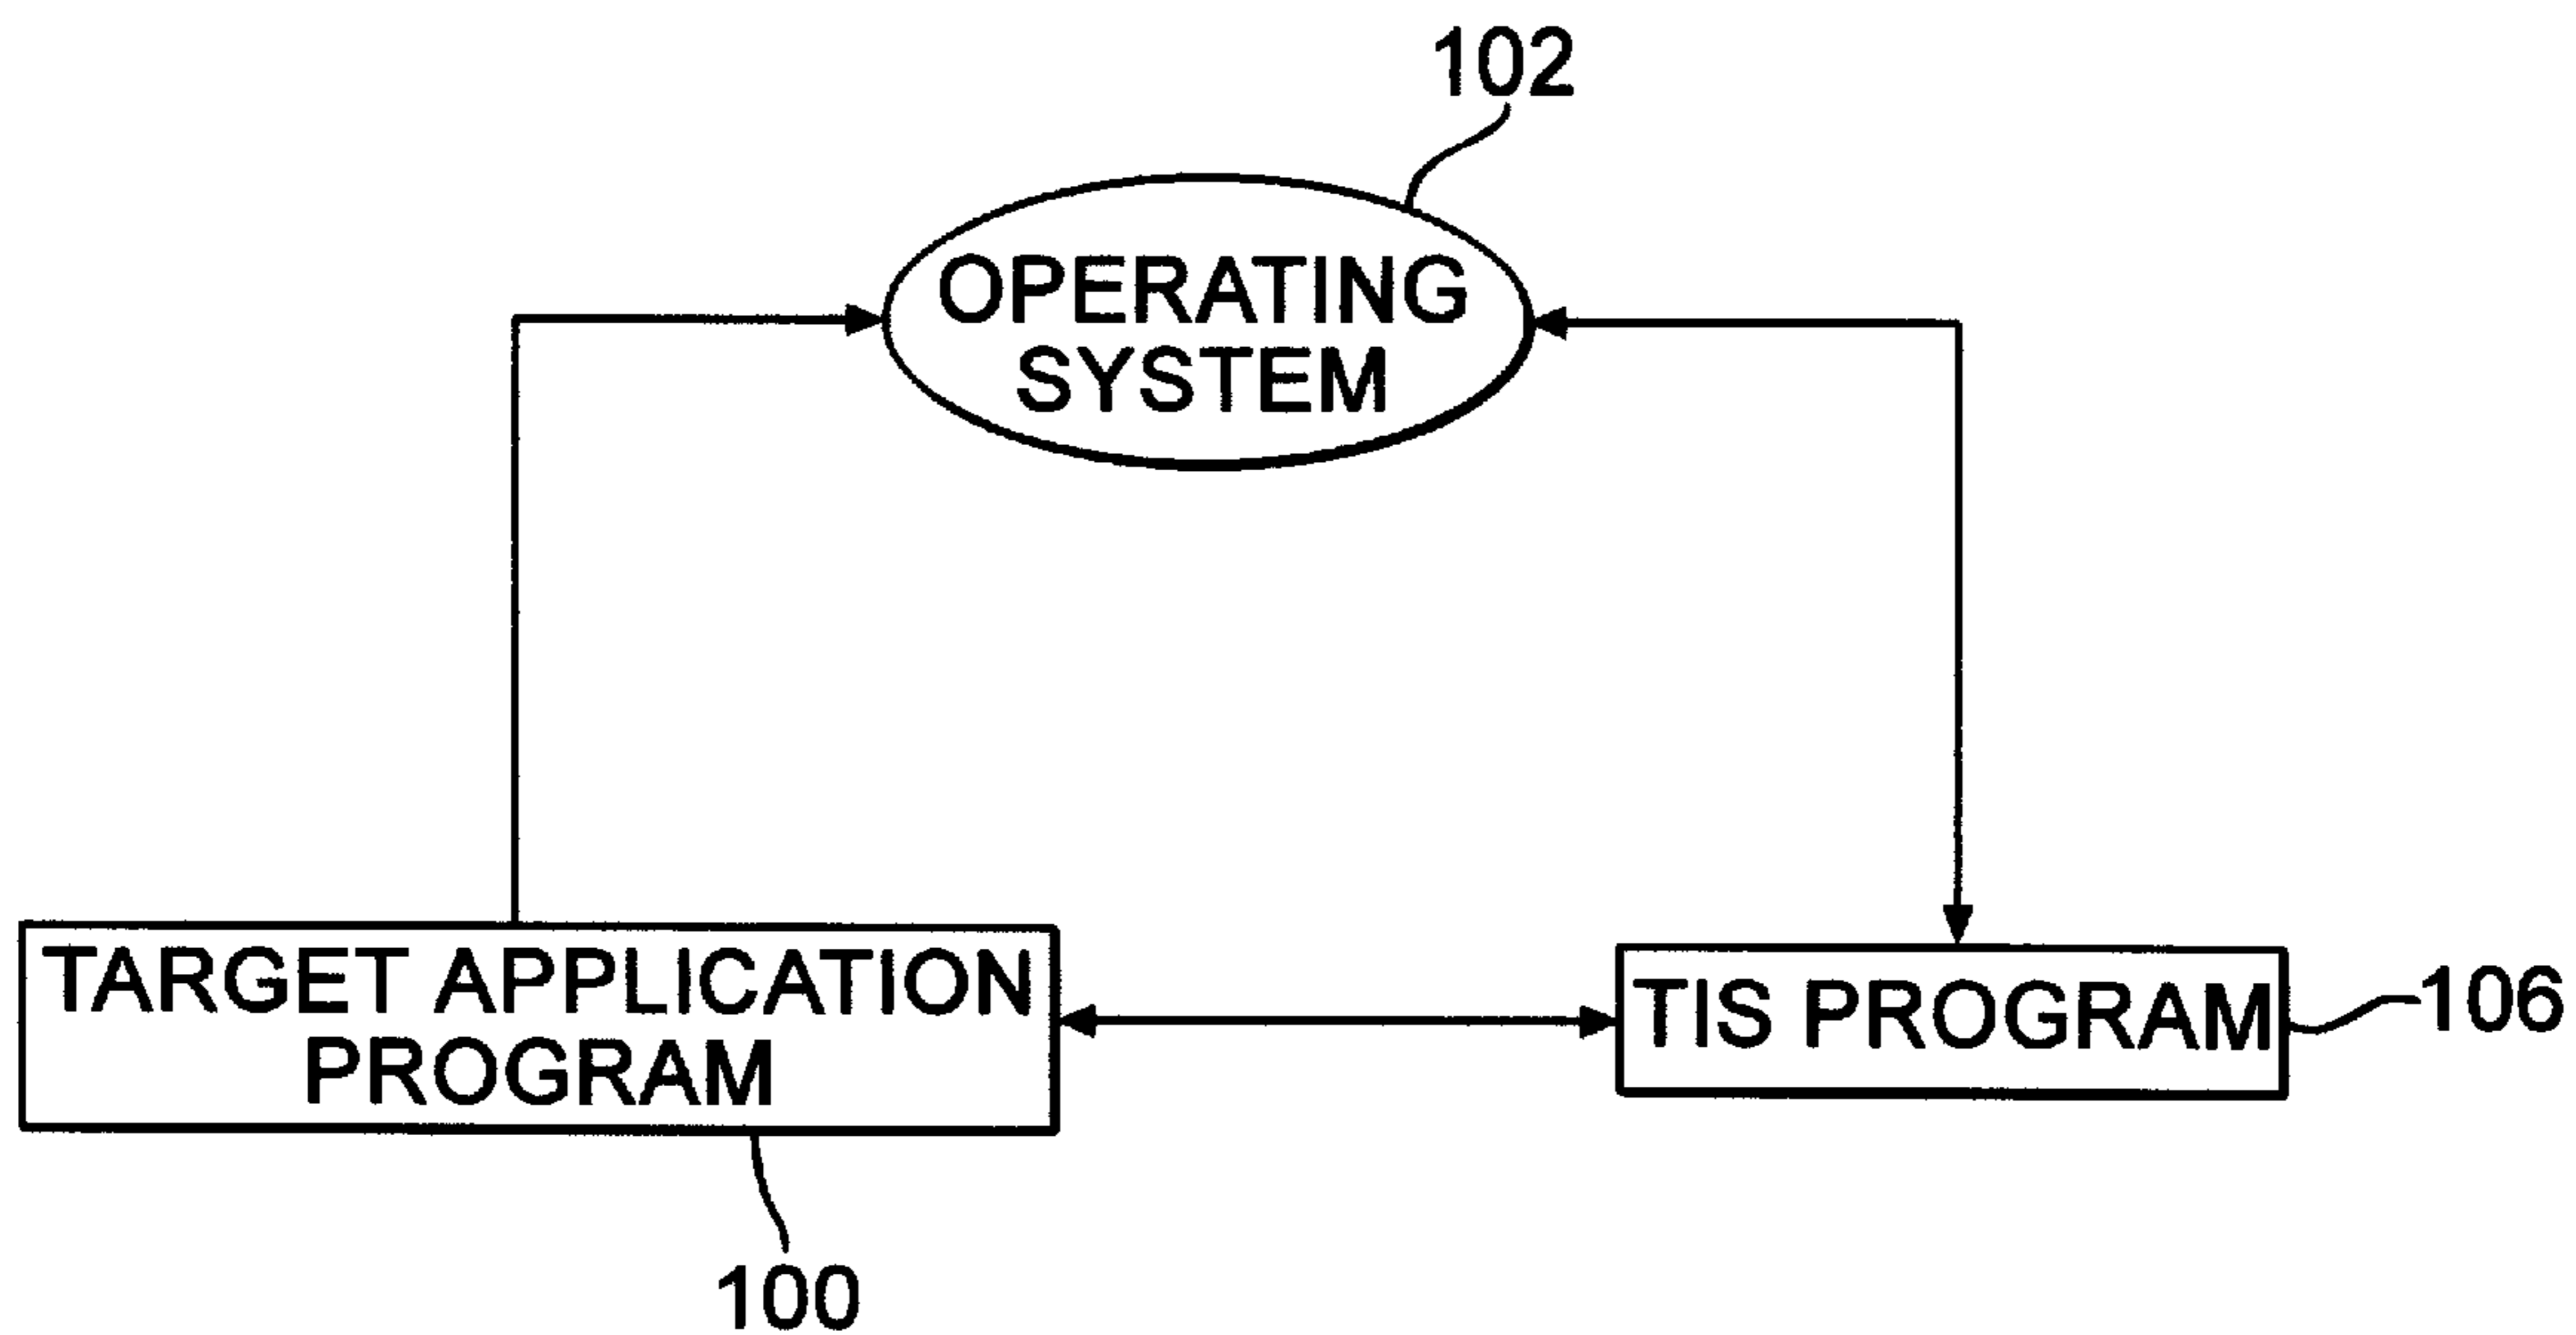 102
OPERATING
SYSTEM
TARGET APPLICATION
PROGRAM
TIS PROGRAM
106
100